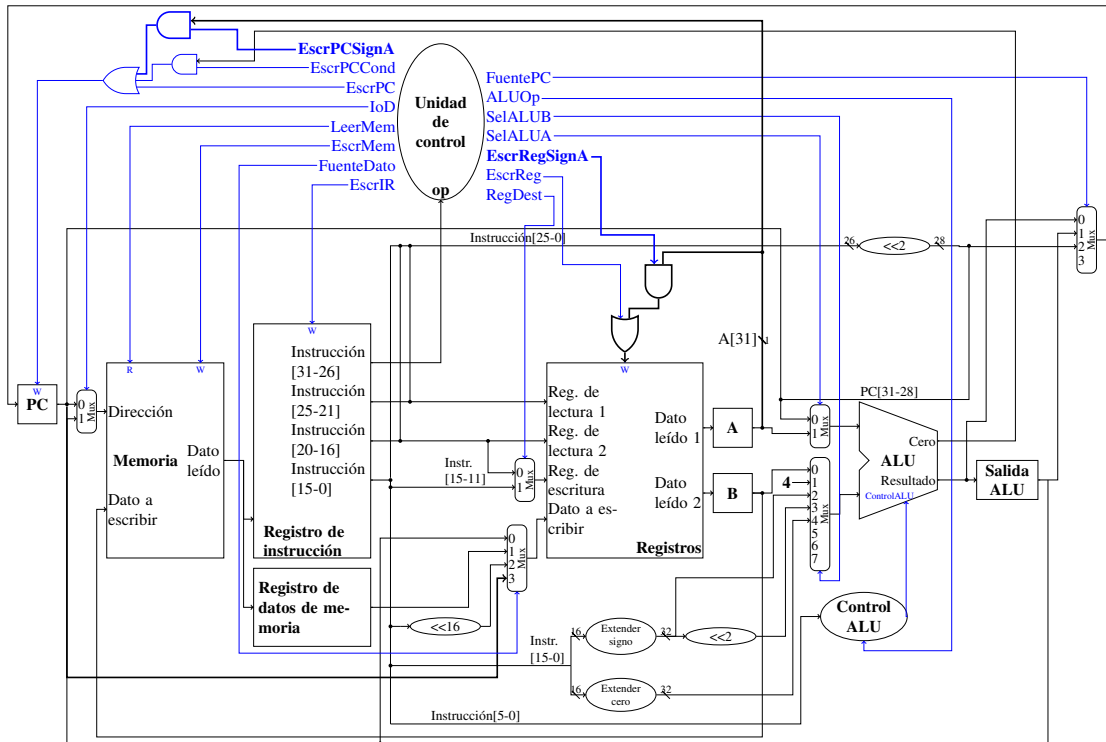 EscrPCSignA
EscrPCCond
EscrPC
IoD
LeerMem
EscrMem
FuenteDato
EscrIR
Unidad
de
control
op
FuentePC
ALUOp
SelALUB
SelALUA
EscrRegSignA
EscrReg
RegDest
Instrucción[25-0]
26
<<2
28
0
1
2
3
Mux
A[31]
PC[31-28]
W
PC
0
1
Mux
R
W
Dirección
Memoria
Dato
leído
Dato a
escribir
W
Instrucción
[31-26]
Instrucción
[25-21]
Instrucción
[20-16]
Instrucción
[15-0]
Registro de
instrucción
Registro de
datos de me-
moria
Instr.
[15-11]
0
1
Mux
0
1
2
3
Mux
<<16
W
Reg. de
lectura 1
Reg. de
lectura 2
Reg. de
escritura
Dato a es-
cribir
Dato
leído 1
Dato
leído 2
Registros
A
B
0
1
Mux
4
0
1
2
3
4
5
6
7
Mux
Cero
ALU
Resultado
ControlALU
Salida
ALU
Control
ALU
Instr.
[15-0]
16
Extender
signo
32
<<2
16
Extender
cero
32
Instrucción[5-0]